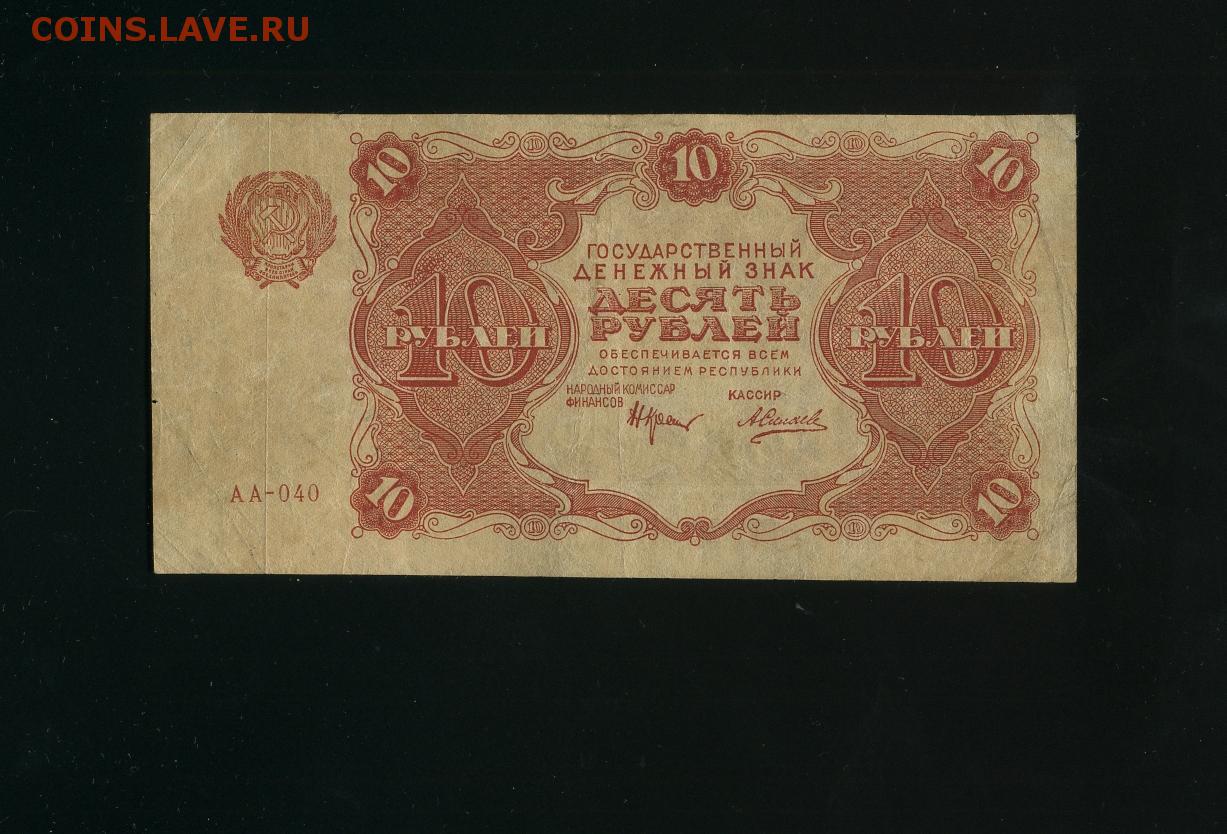 COINS.LAVE.RU
10 10 10
ГОСУДАРСТВЕННЫЙ
ДЕНЕЖНЫЙ ЗНАК
ДЕСЯТЬ
РУБЛЕЙ
10 РУБЛЕЙ
10 РУБЛЕЙ
ОБЕСПЕЧИВАЕТСЯ ВСЕМ
ДОСТОЯНИЕМ РЕСПУБЛИКИ
НАРОДНЫЙ КОМИССАР
ФИНАНСОВ
КАССИР
АСилаев
АА-040
10 10